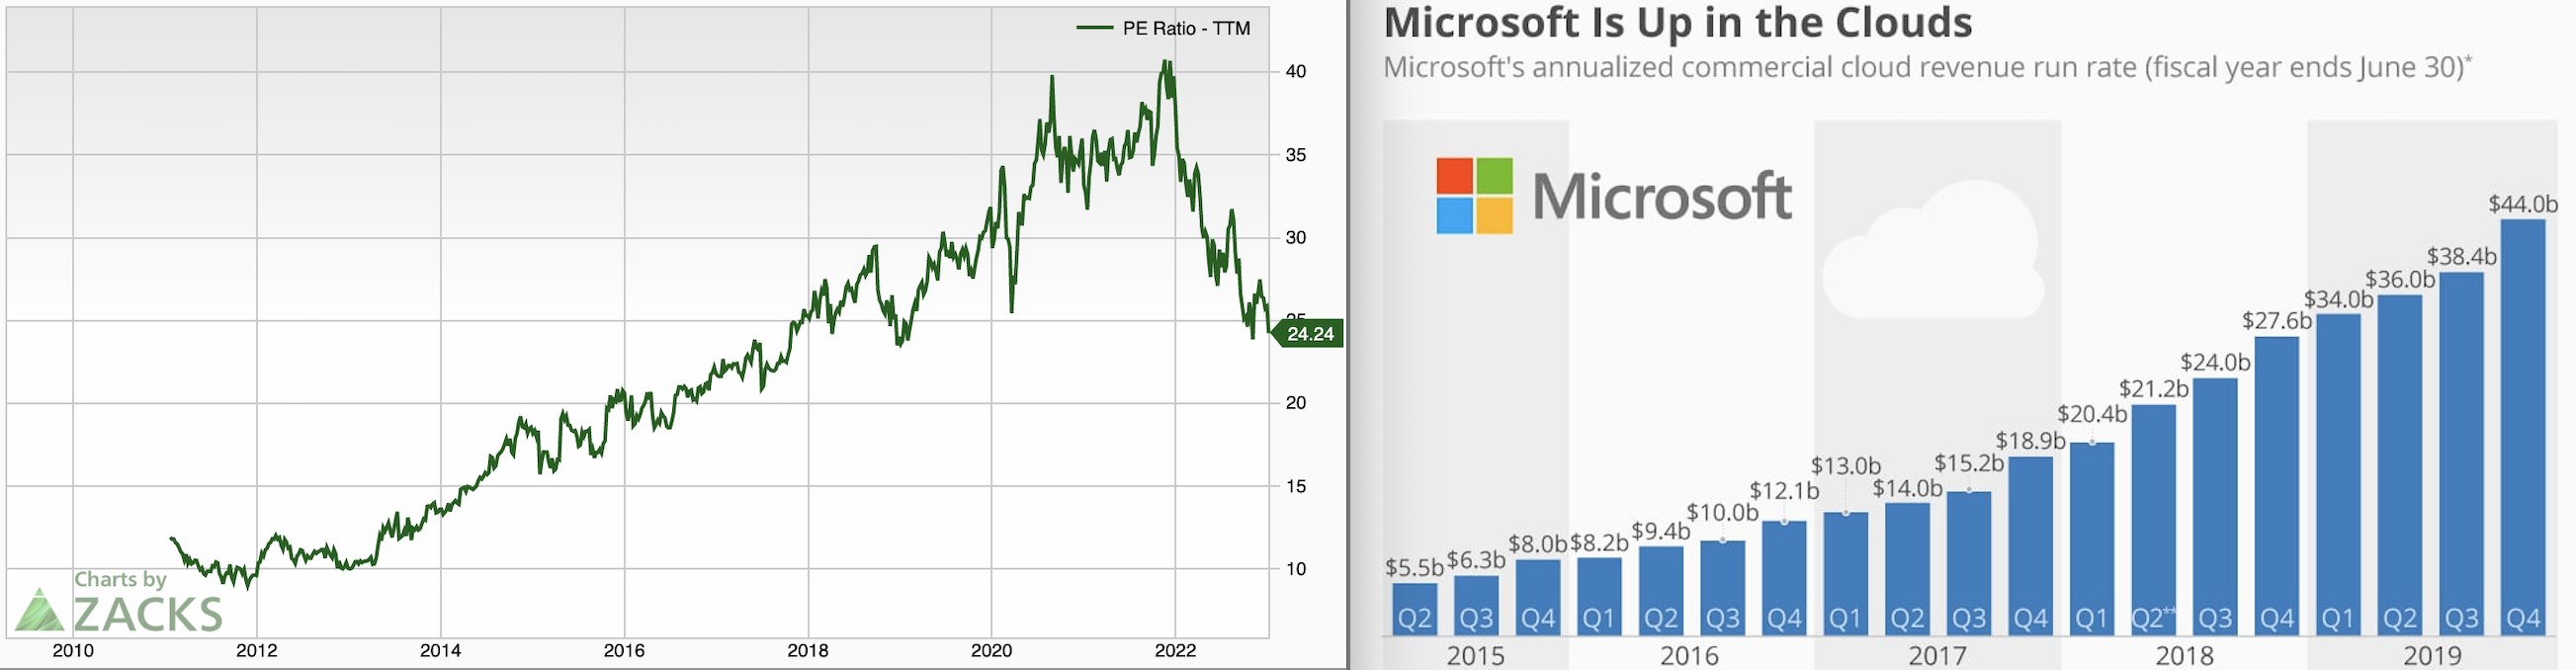 PE Ratio - TTM
40
35
30
25
24.24
20
15
10
Charts by
ZACKS
2010 2012 2014 2016 2018 2020 2022
Microsoft Is Up in the Clouds
Microsoft's annualized commercial cloud revenue run rate (fiscal year ends June 30)*
Microsoft
$5.5b $6.3b $8.0b $8.2b $9.4b $10.0b $12.1b $13.0b $14.0b $15.2b $18.9b $20.4b $21.2b $24.0b $27.6b $34.0b $36.0b $38.4b $44.0b
Q2 Q3 Q4 Q1 Q2 Q3 Q4 Q1 Q2 Q3 Q4 Q1 Q2** Q3 Q4 Q1 Q2 Q3 Q4
2015 2016 2017 2018 2019